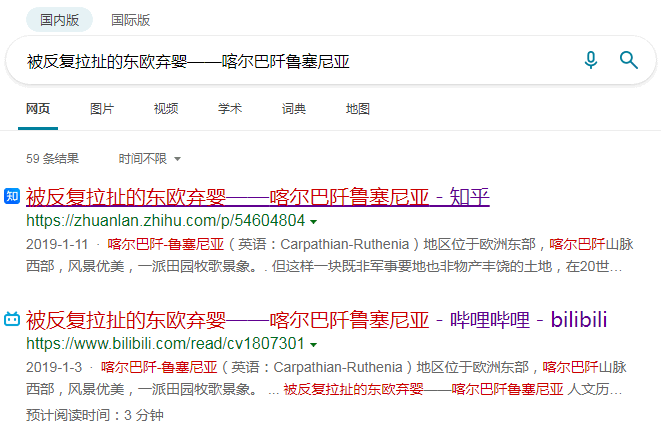 国内版 国际版
被反复拉扯的东欧弃婴——喀尔巴阡鲁塞尼亚
网页 图片 视频 学术 词典 地图
59 条结果 时间不限
知 被反复拉扯的东欧弃婴——喀尔巴阡鲁塞尼亚 - 知乎
https://zhuanlan.zhihu.com/p/54604804
2019-1-11 · 喀尔巴阡-鲁塞尼亚（英语：Carpathian-Ruthenia）地区位于欧洲东部，喀尔巴阡山脉
西部，风景优美，一派田园牧歌景象。. 但这样一块既非军事要地也非物产丰饶的土地，在20世...
被反复拉扯的东欧弃婴——喀尔巴阡鲁塞尼亚 - 哔哩哔哩 - bilibili
https://www.bilibili.com/read/cv1807301
2019-1-3 · 喀尔巴阡-鲁塞尼亚（英语：Carpathian-Ruthenia）地区位于欧洲东部，喀尔巴阡山脉
西部，风景优美，一派田园牧歌景象。 ... 被反复拉扯的东欧弃婴——喀尔巴阡鲁塞尼亚 人文历...
预计阅读时间：3 分钟